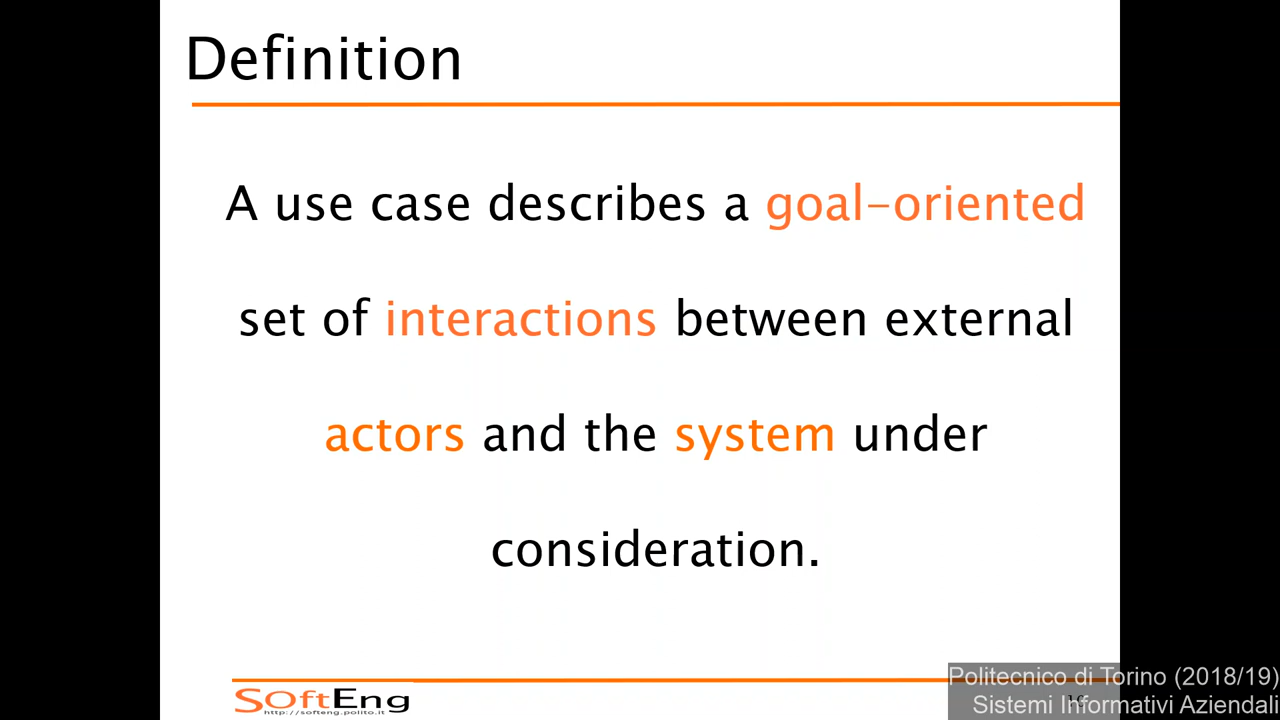 Definition
A use case describes a goal-oriented
set of interactions between external
actors and the system under
consideration.
SoftEng
http://softeng.polito.it
Politecnico di Torino (2018/19)
Sistemi Informativi Aziendali